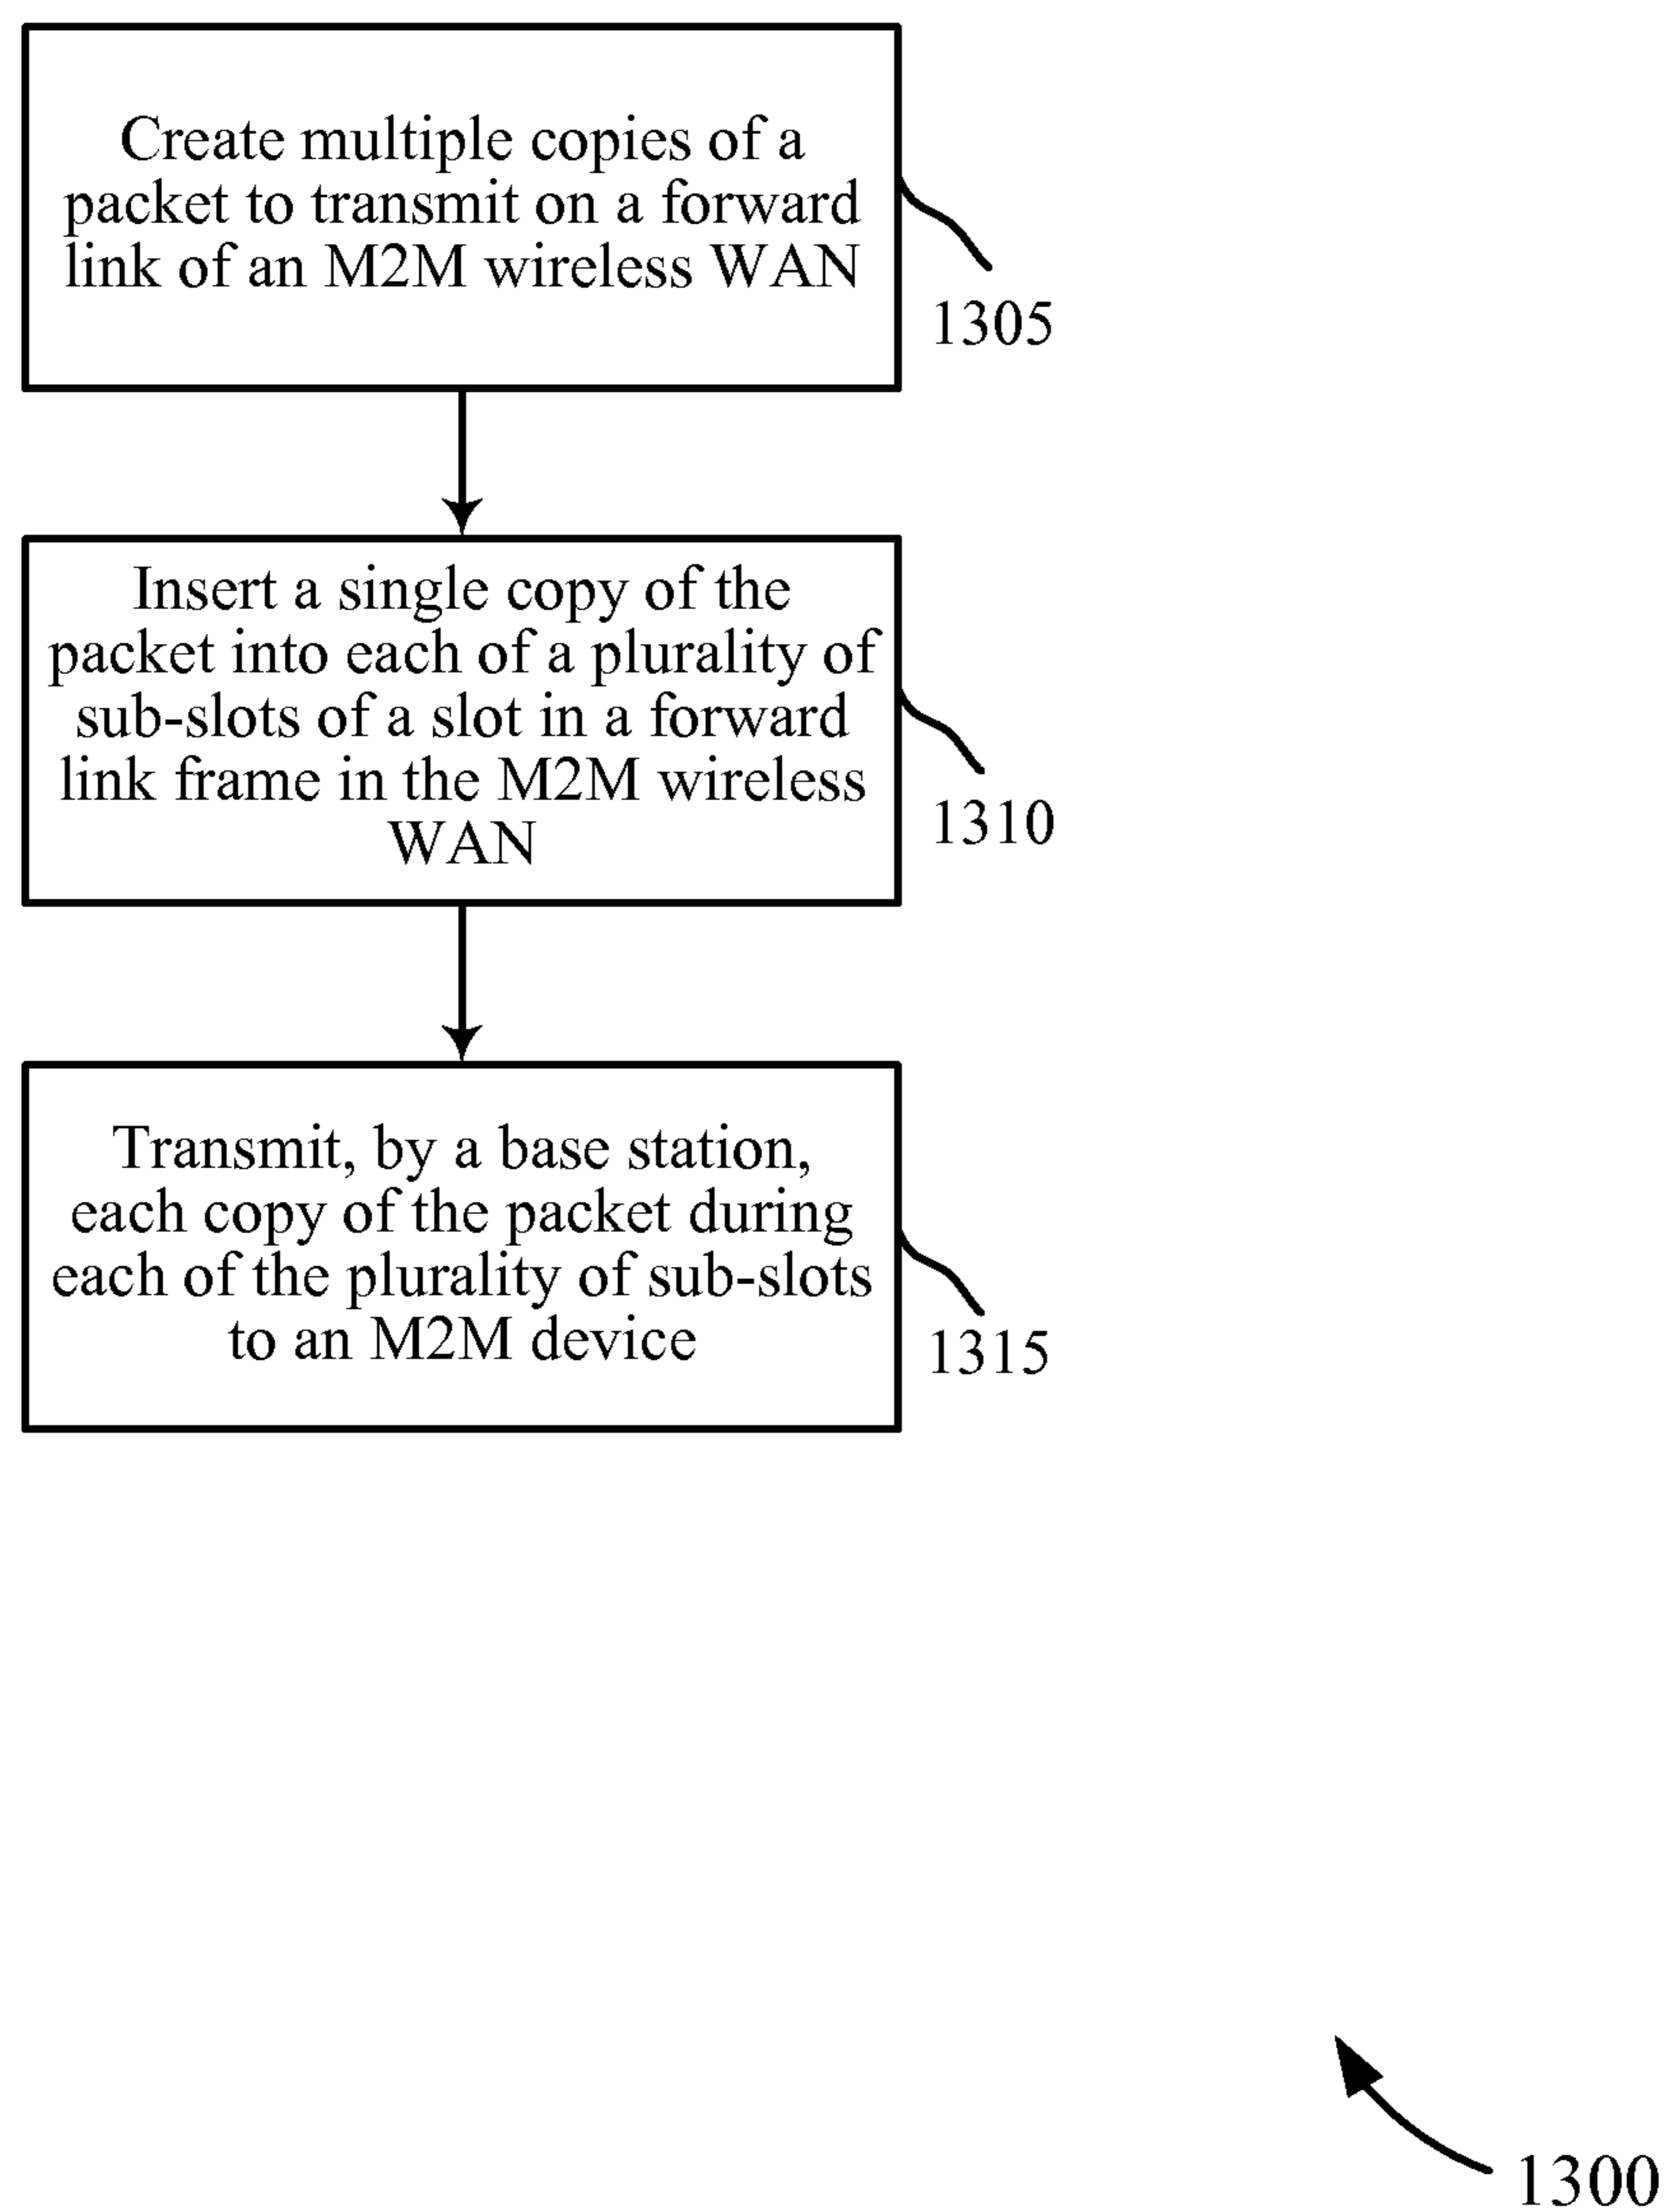 Create multiple copies of a
packet to transmit on a forward
link of an M2M wireless WAN
1305
Insert a single copy of the
packet into each of a plurality of
sub-slots of a slot in a forward
link frame in the M2M wireless
WAN
1310
Transmit, by a base station,
each copy of the packet during
each of the plurality of sub-slots
to an M2M device
1315
1300